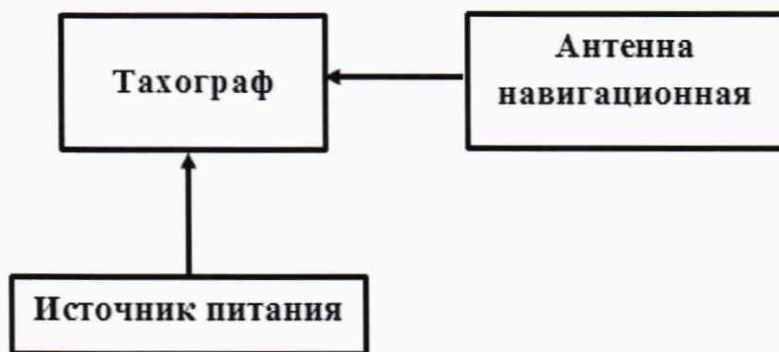 Тахограф
Антенна
навигационная
Источник питания